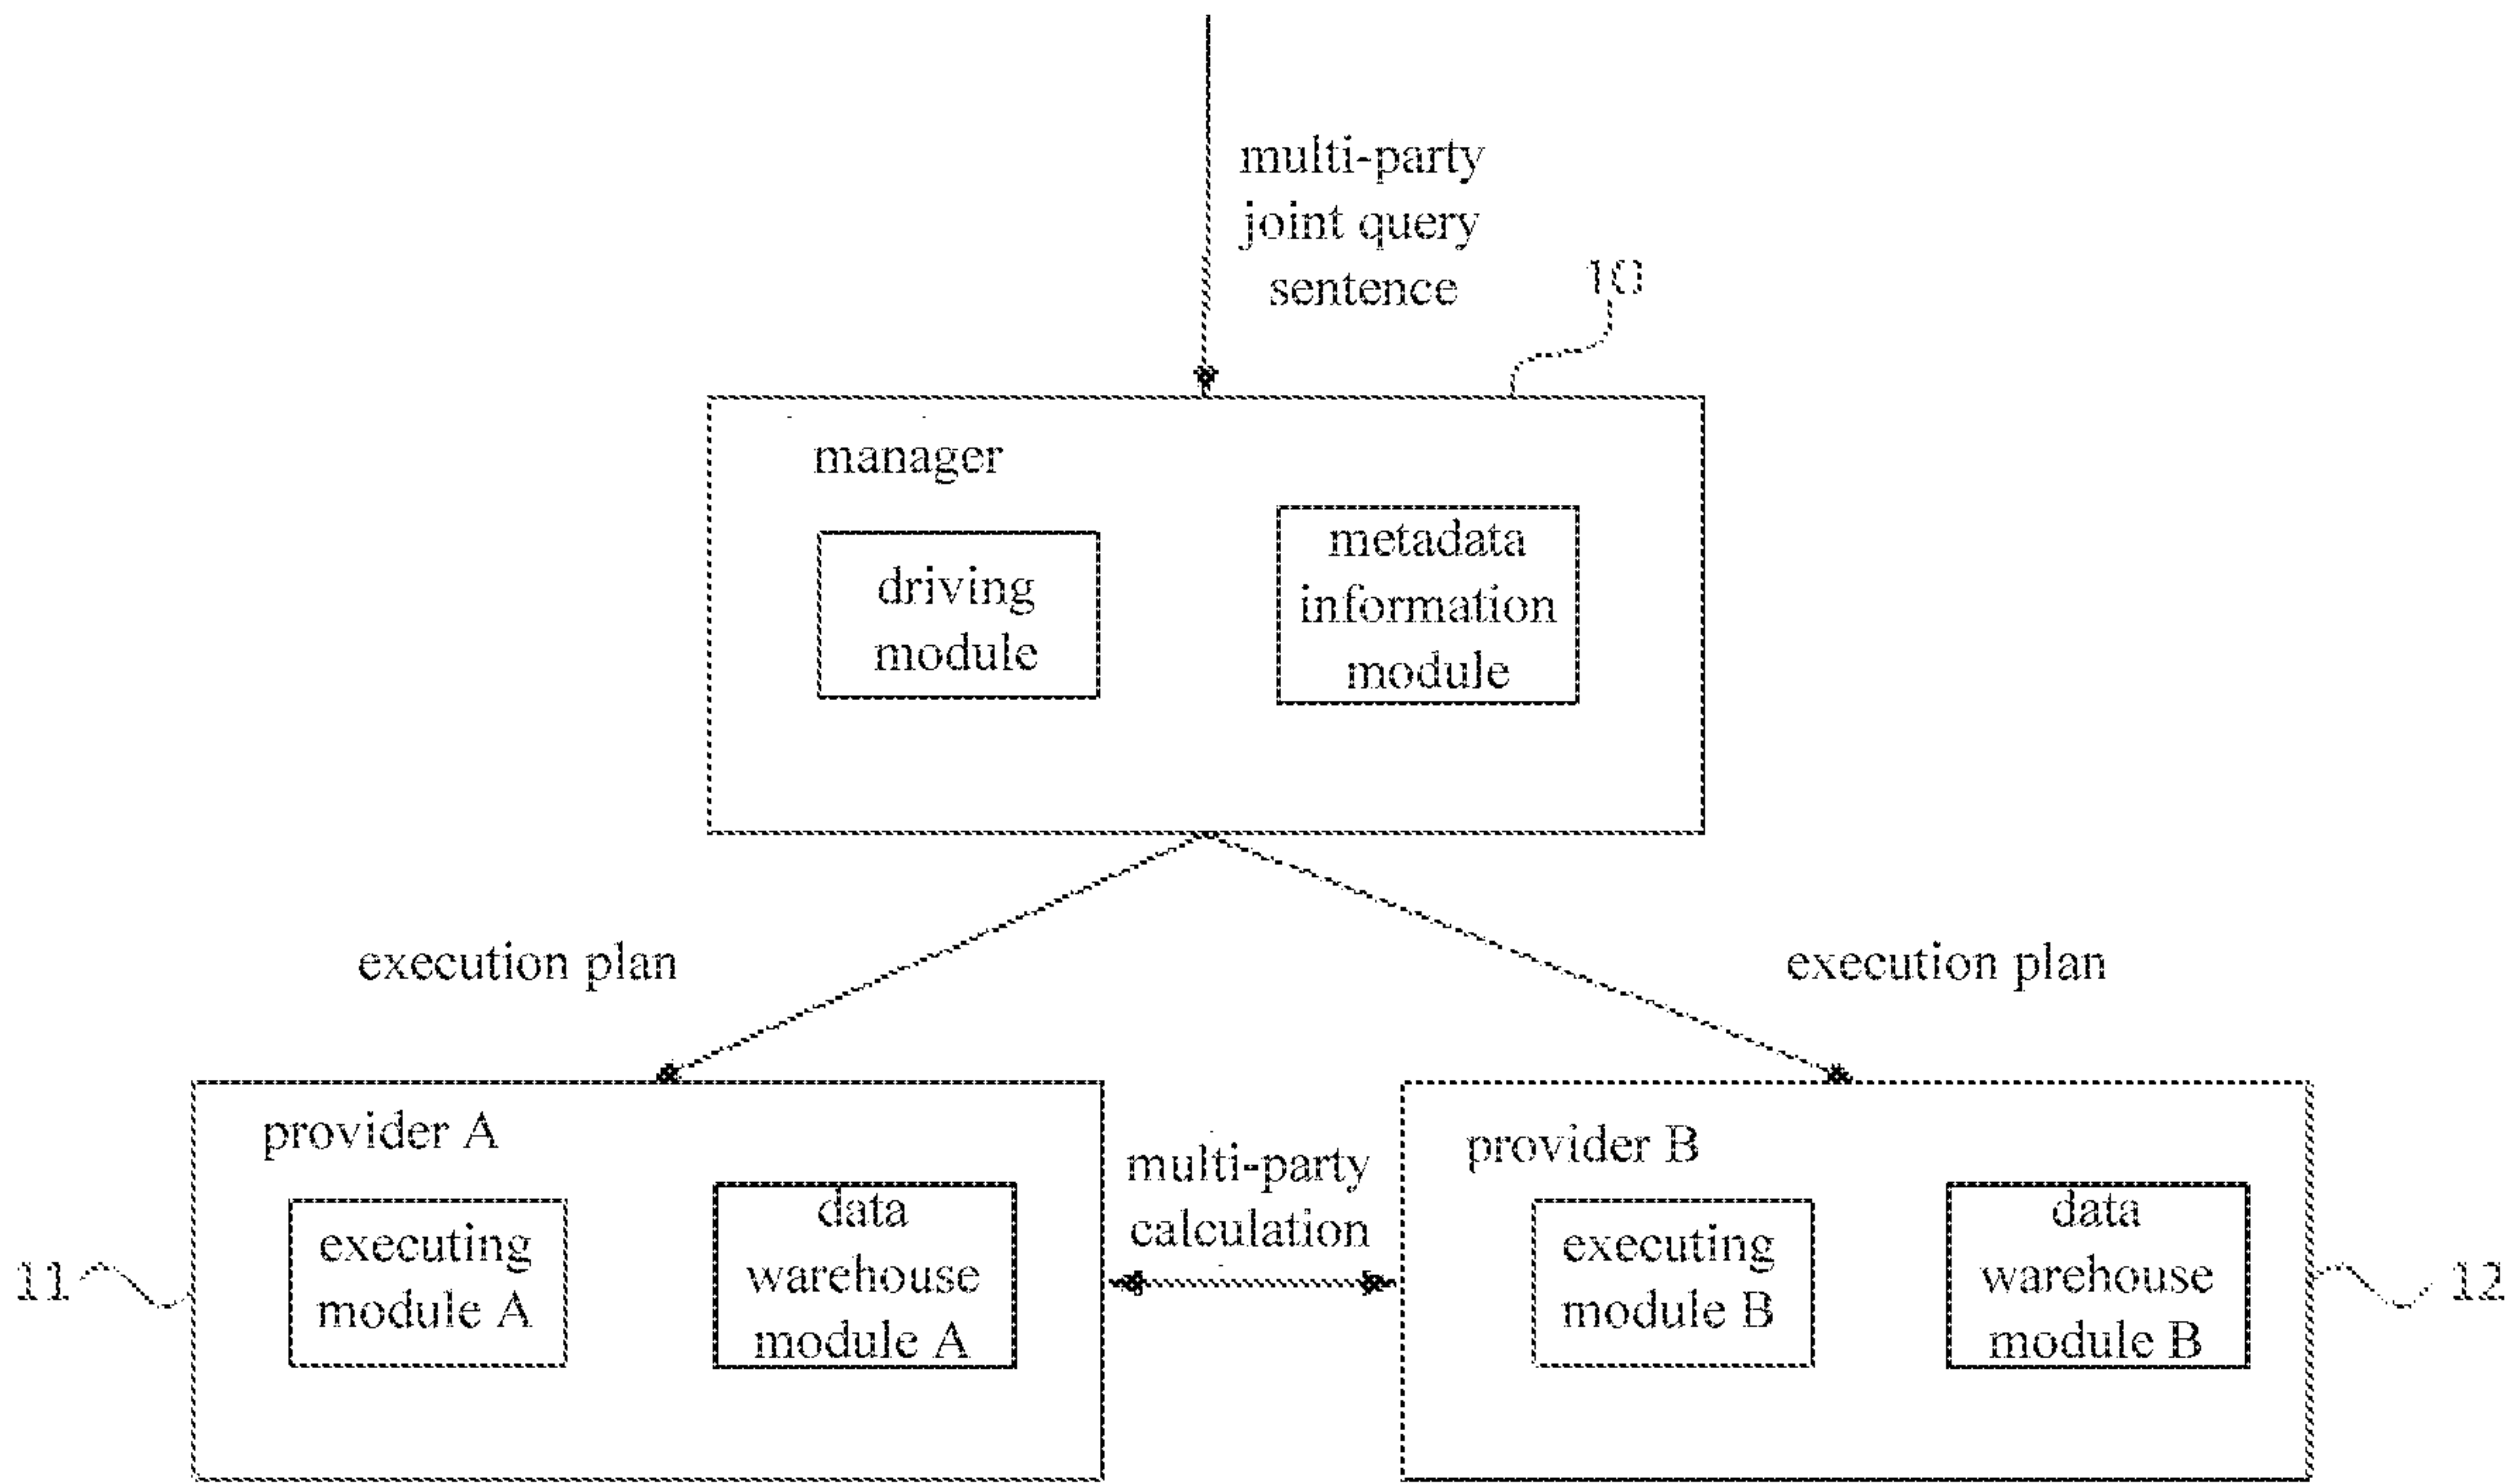 multi-party
joint query
sentence
10
manager
driving
module
metadata
information
module
execution plan
execution plan
provider A
executing
module A
data
warehouse
module A
multi-party
calculation
provider B
executing
module B
data
warehouse
module B
11
12